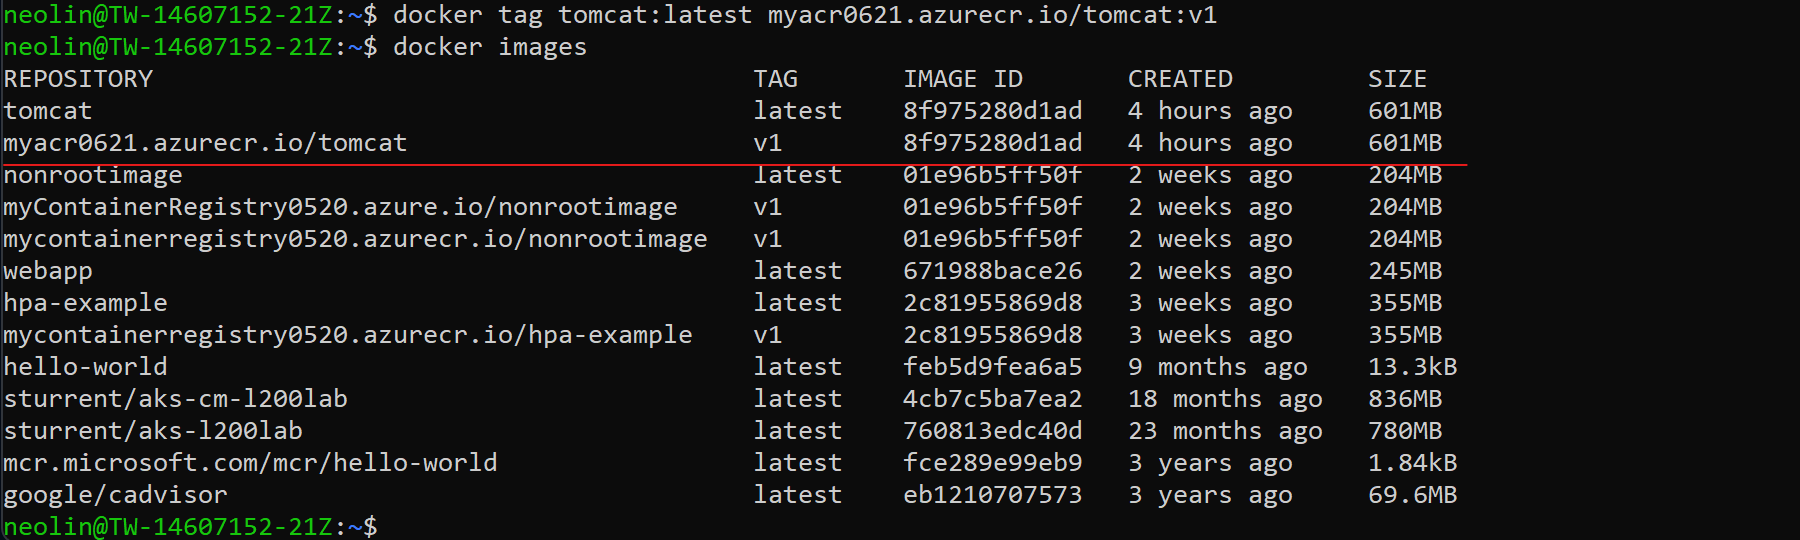 neolin@TW-14607152-21Z:~$ docker tag tomcat:latest myacr0621.azurecr.io/tomcat:v1
neolin@TW-14607152-21Z:~$ docker images
REPOSITORY TAG IMAGE ID CREATED SIZE
tomcat latest 8f975280d1ad 4 hours ago 601MB
myacr0621.azurecr.io/tomcat v1 8f975280d1ad 4 hours ago 601MB
nonrootimage latest 01e96b5ff50f 2 weeks ago 204MB
myContainerRegistry0520.azure.io/nonrootimage v1 01e96b5ff50f 2 weeks ago 204MB
mycontainerregistry0520.azurecr.io/nonrootimage v1 01e96b5ff50f 2 weeks ago 204MB
webapp latest 671988bace26 2 weeks ago 245MB
hpa-example latest 2c81955869d8 3 weeks ago 355MB
mycontainerregistry0520.azurecr.io/hpa-example v1 2c81955869d8 3 weeks ago 355MB
hello-world latest feb5d9fea6a5 9 months ago 13.3kB
sturrent/aks-cm-l200lab latest 4cb7c5ba7ea2 18 months ago 836MB
sturrent/aks-l200lab latest 760813edc40d 23 months ago 780MB
mcr.microsoft.com/mcr/hello-world latest fce289e99eb9 3 years ago 1.84kB
google/cadvisor latest eb1210707573 3 years ago 69.6MB
neolin@TW-14607152-21Z:~$